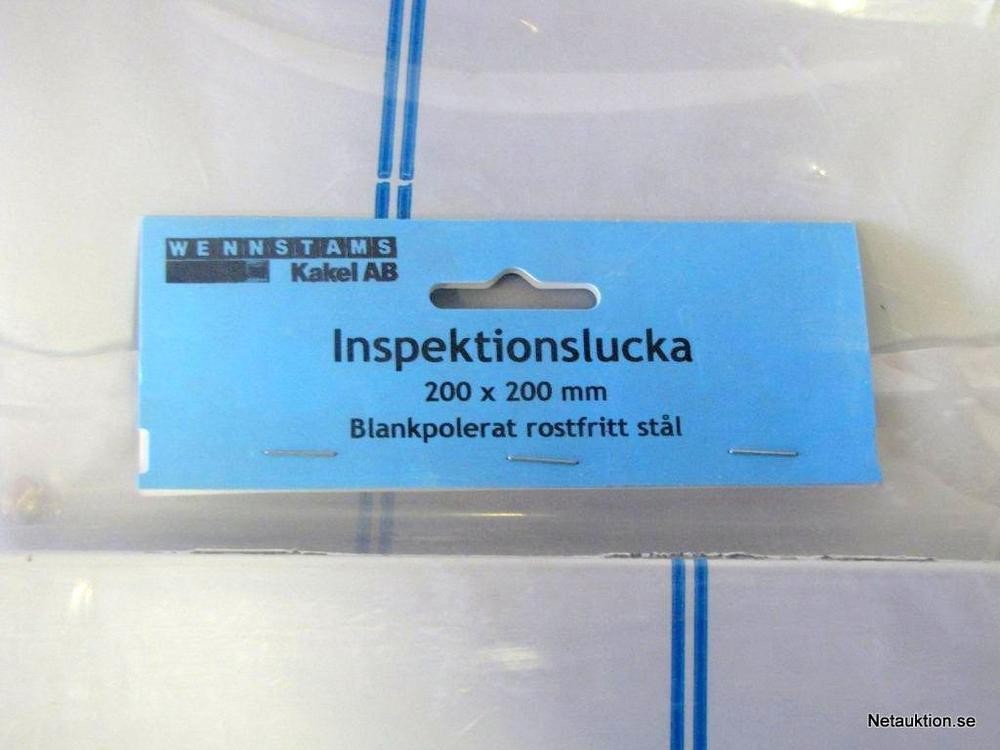 WENNSTAMS
Kakel AB
Inspektionslucka
200 x 200 mm
Blankpolerat rostfritt stål
Netauktion.se